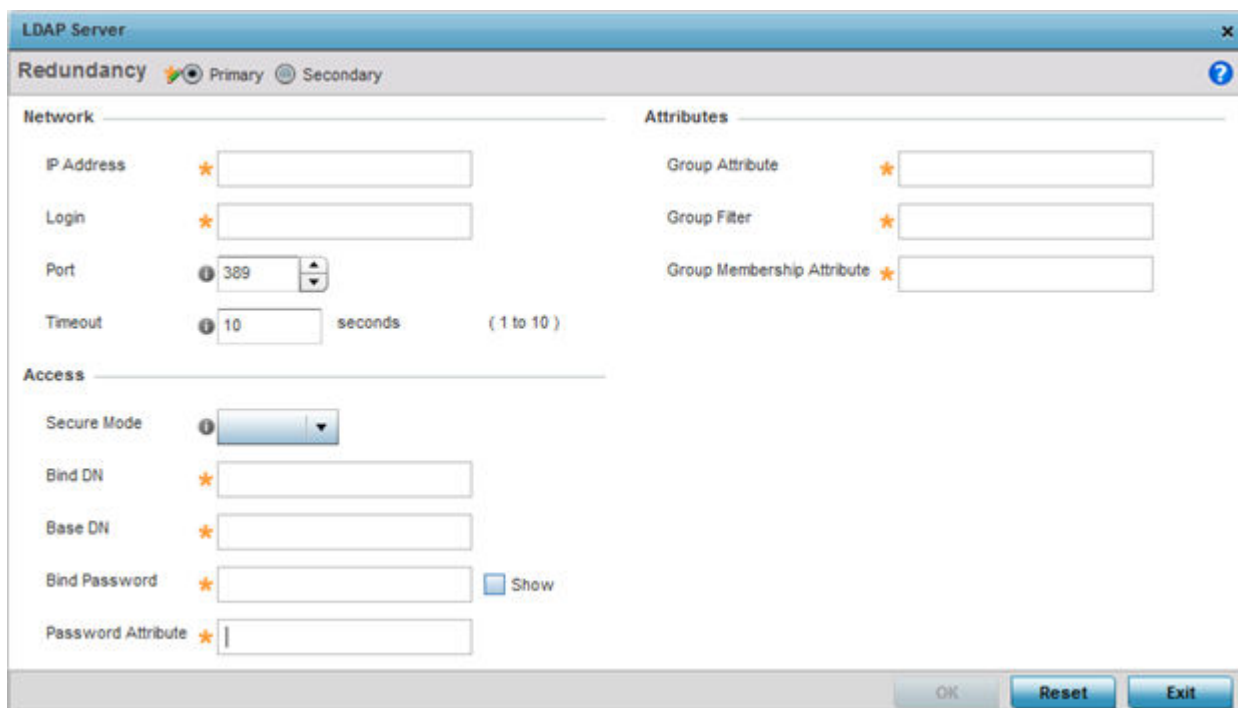 LDAP Server
Redundancy Primary Secondary
Network
IP Address
Login
Port 389
Timeout 10 seconds ( 1 to 10 )
Access
Secure Mode
Bind DN
Base DN
Bind Password Show
Password Attribute
Attributes
Group Attribute
Group Filter
Group Membership Attribute
OK Reset Exit